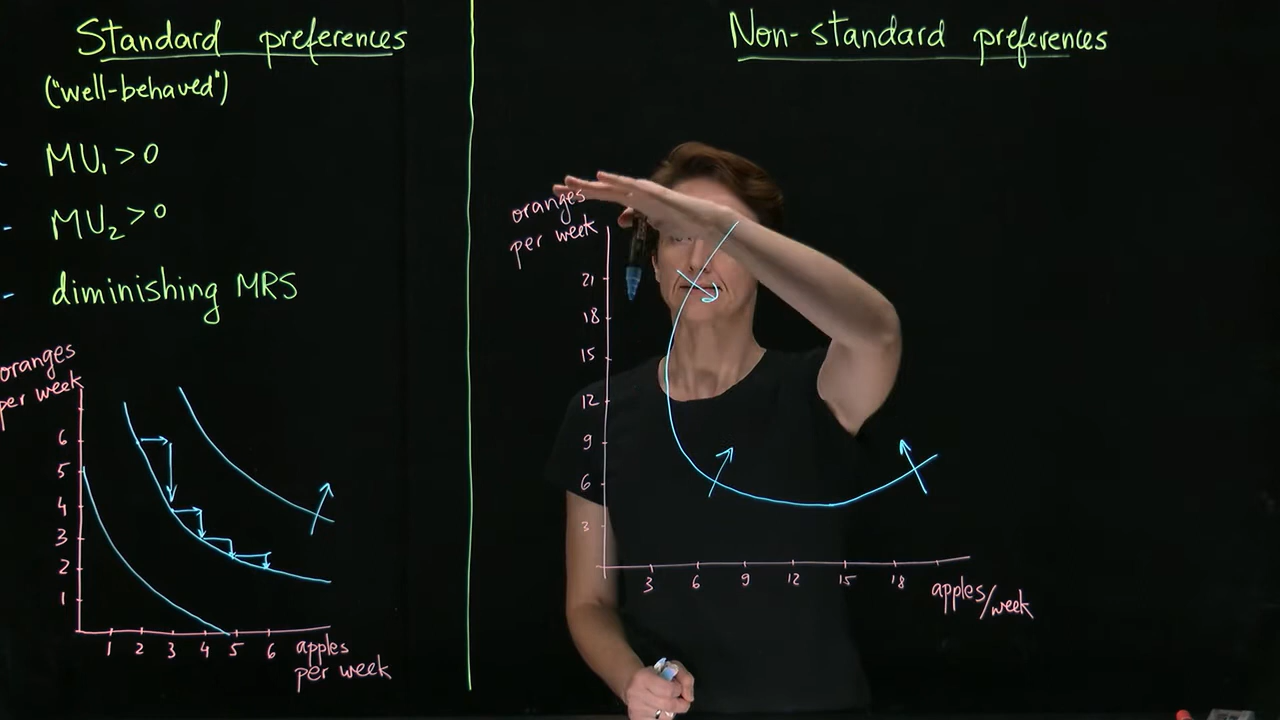 Standard preferences
("well-behaved")
- MU₁ > 0
- MU₂ > 0
- diminishing MRS
oranges
per week
6
5
4
3
2
1
1 2 3 4 5 6
apples
per week
Non-standard preferences
oranges
per week
21
18
15
12
9
6
3
3 6 9 12 15 18
apples/week